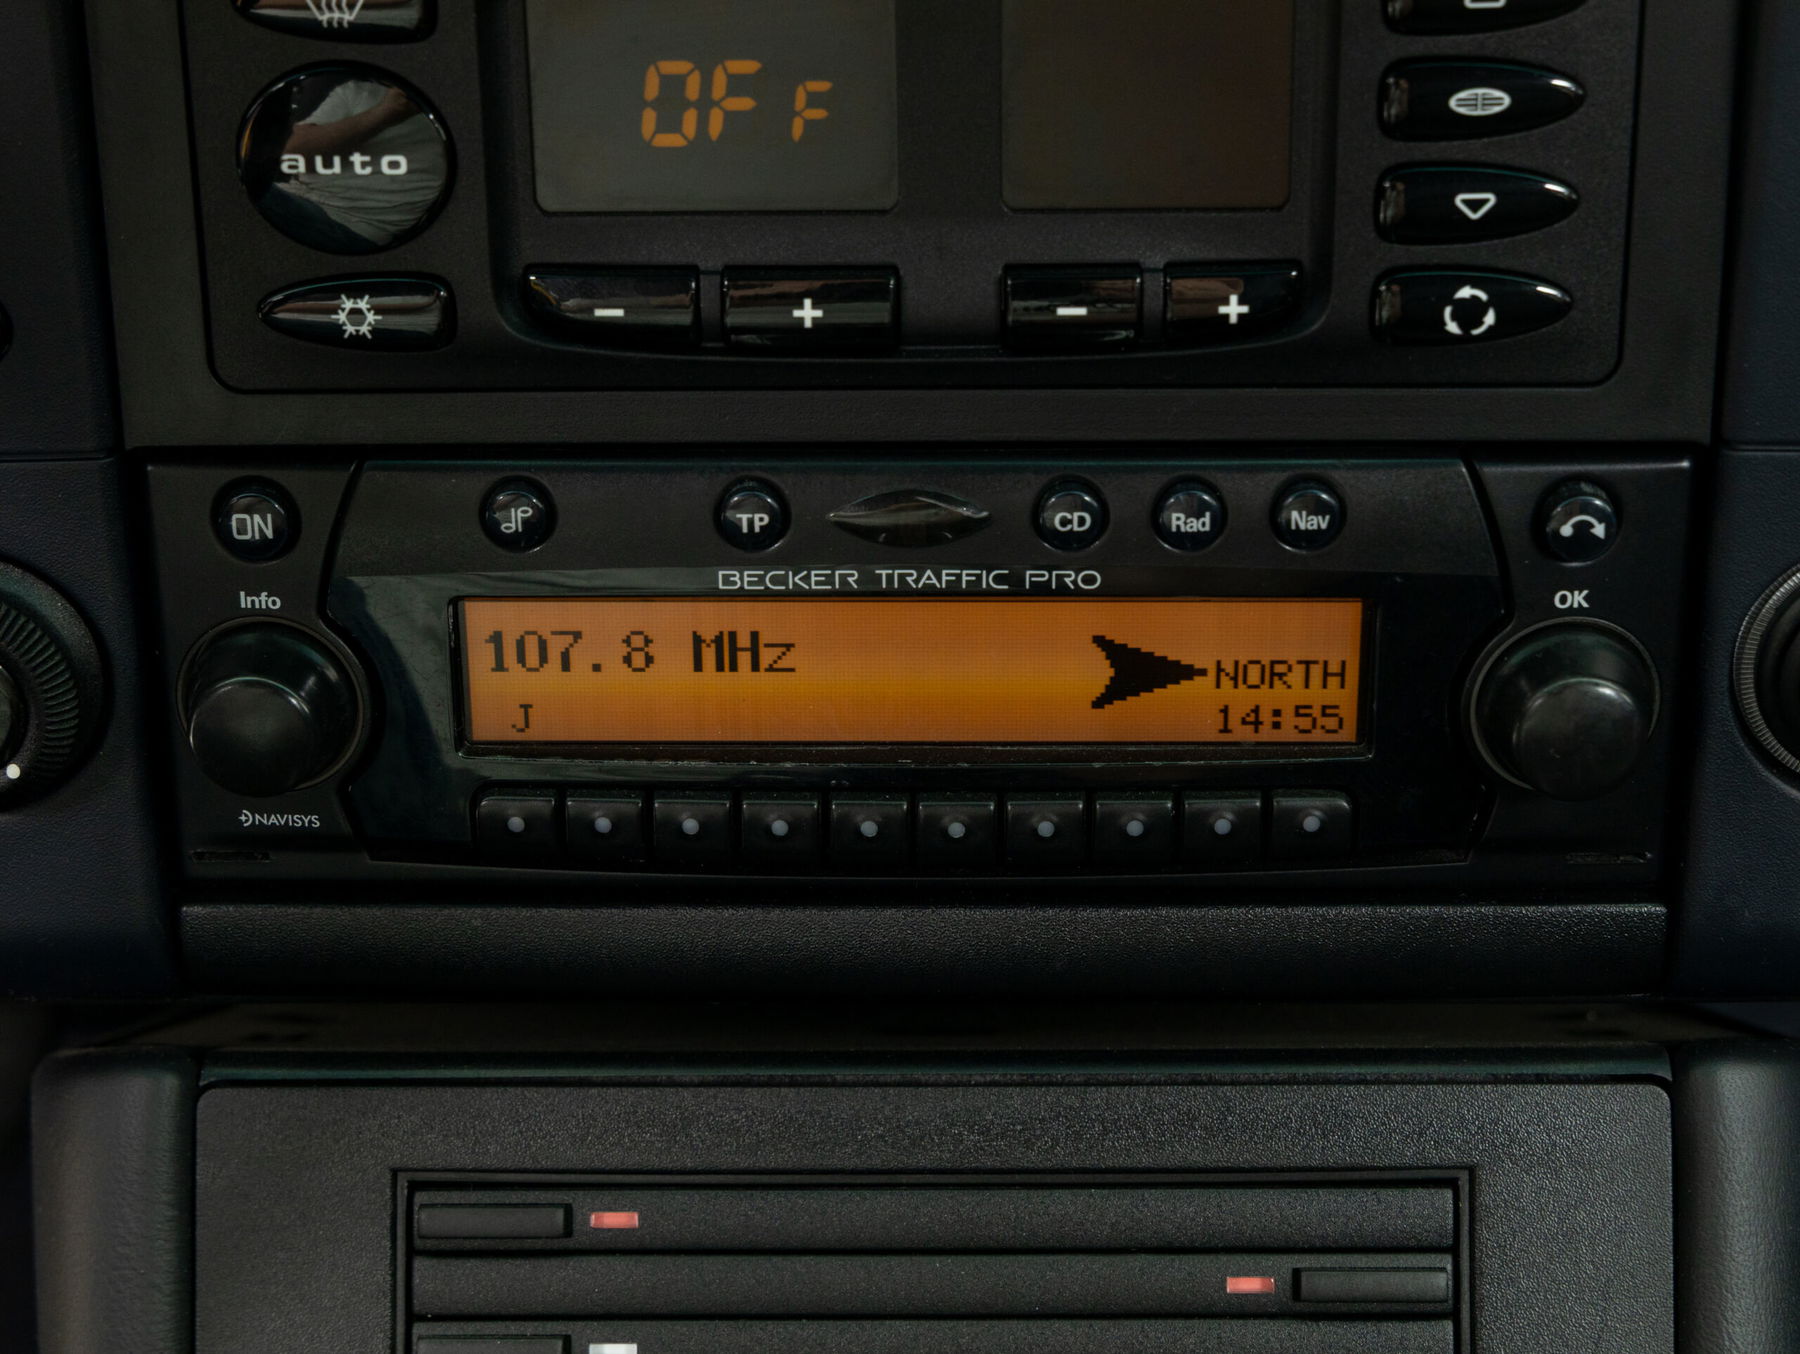 OFF
auto
- + - +
ON
TP
CD
Rad
Nav
BECKER TRAFFIC PRO
Info
OK
107.8 MHz
NORTH
J
14:55
NAVISYS